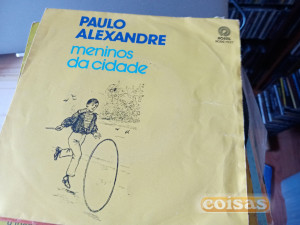 PAULO
ALEXANDRE
meninos
da cidade
coisas